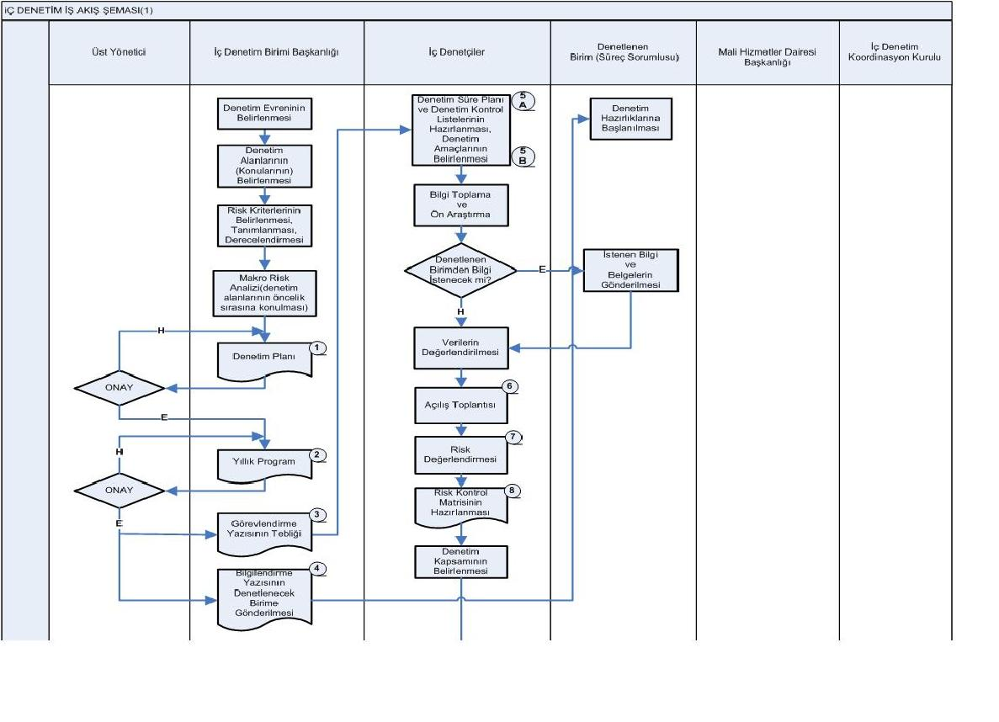 İÇ DENETİM İŞ AKIŞ ŞEMASI(1)
Üst Yönetici
İç Denetim Birimi Başkanlığı
İç Denetçiler
Denetlenen
Birim (Süreç Sorumlusu)
Mali Hizmetler Dairesi
Başkanlığı
İç Denetim
Koordinasyon Kurulu
Denetim Evreninin
Belirlenmesi
Denetim
Alanlarının
(Konularının)
Belirlenmesi
Risk Kriterlerinin
Belirlenmesi,
Tanımlanması,
Derecelendirmesi
Makro Risk
Analizi(denetim
alanlarının öncelik
sırasına konulması)
H
Denetim Planı
1
ONAY
E
H
Yıllık Program
2
ONAY
E
Görevlendirme
Yazısının Tebliği
3
Bilgilendirme
Yazısının
Denetlenecek
Birime
Gönderilmesi
4
Denetim Süre Planı
ve Denetim Kontrol
Listelerinin
Hazırlanması,
Denetim
Amaçlarının
Belirlenmesi
5
A
5
B
Bilgi Toplama
ve
Ön Araştırma
Denetlenen
Birimden Bilgi
İstenecek mi?
E
H
Verilerin
Değerlendirilmesi
Açılış Toplantısı
6
Risk
Değerlendirmesi
7
Risk Kontrol
Matrisinin
Hazırlanması
8
Denetim
Kapsamının
Belirlenmesi
Denetim
Hazırlıklarına
Başlanılması
İstenen Bilgi
ve
Belgelerin
Gönderilmesi